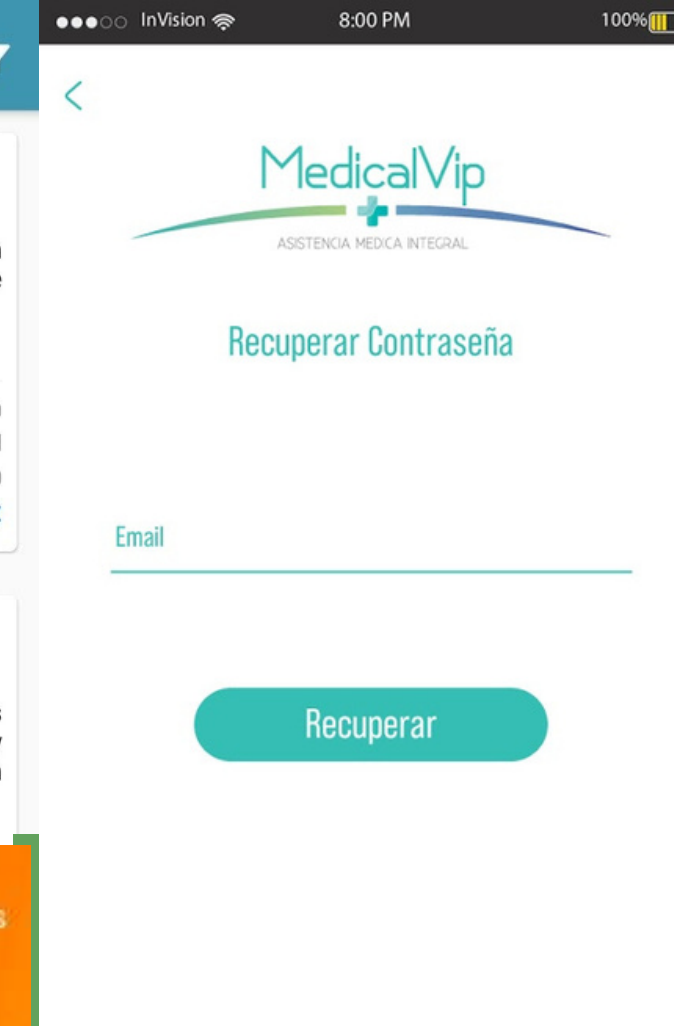 InVision 8:00 PM 100%
MedicalVip
ASISTENCIA MEDICA INTEGRAL
Recuperar Contraseña
Email
Recuperar